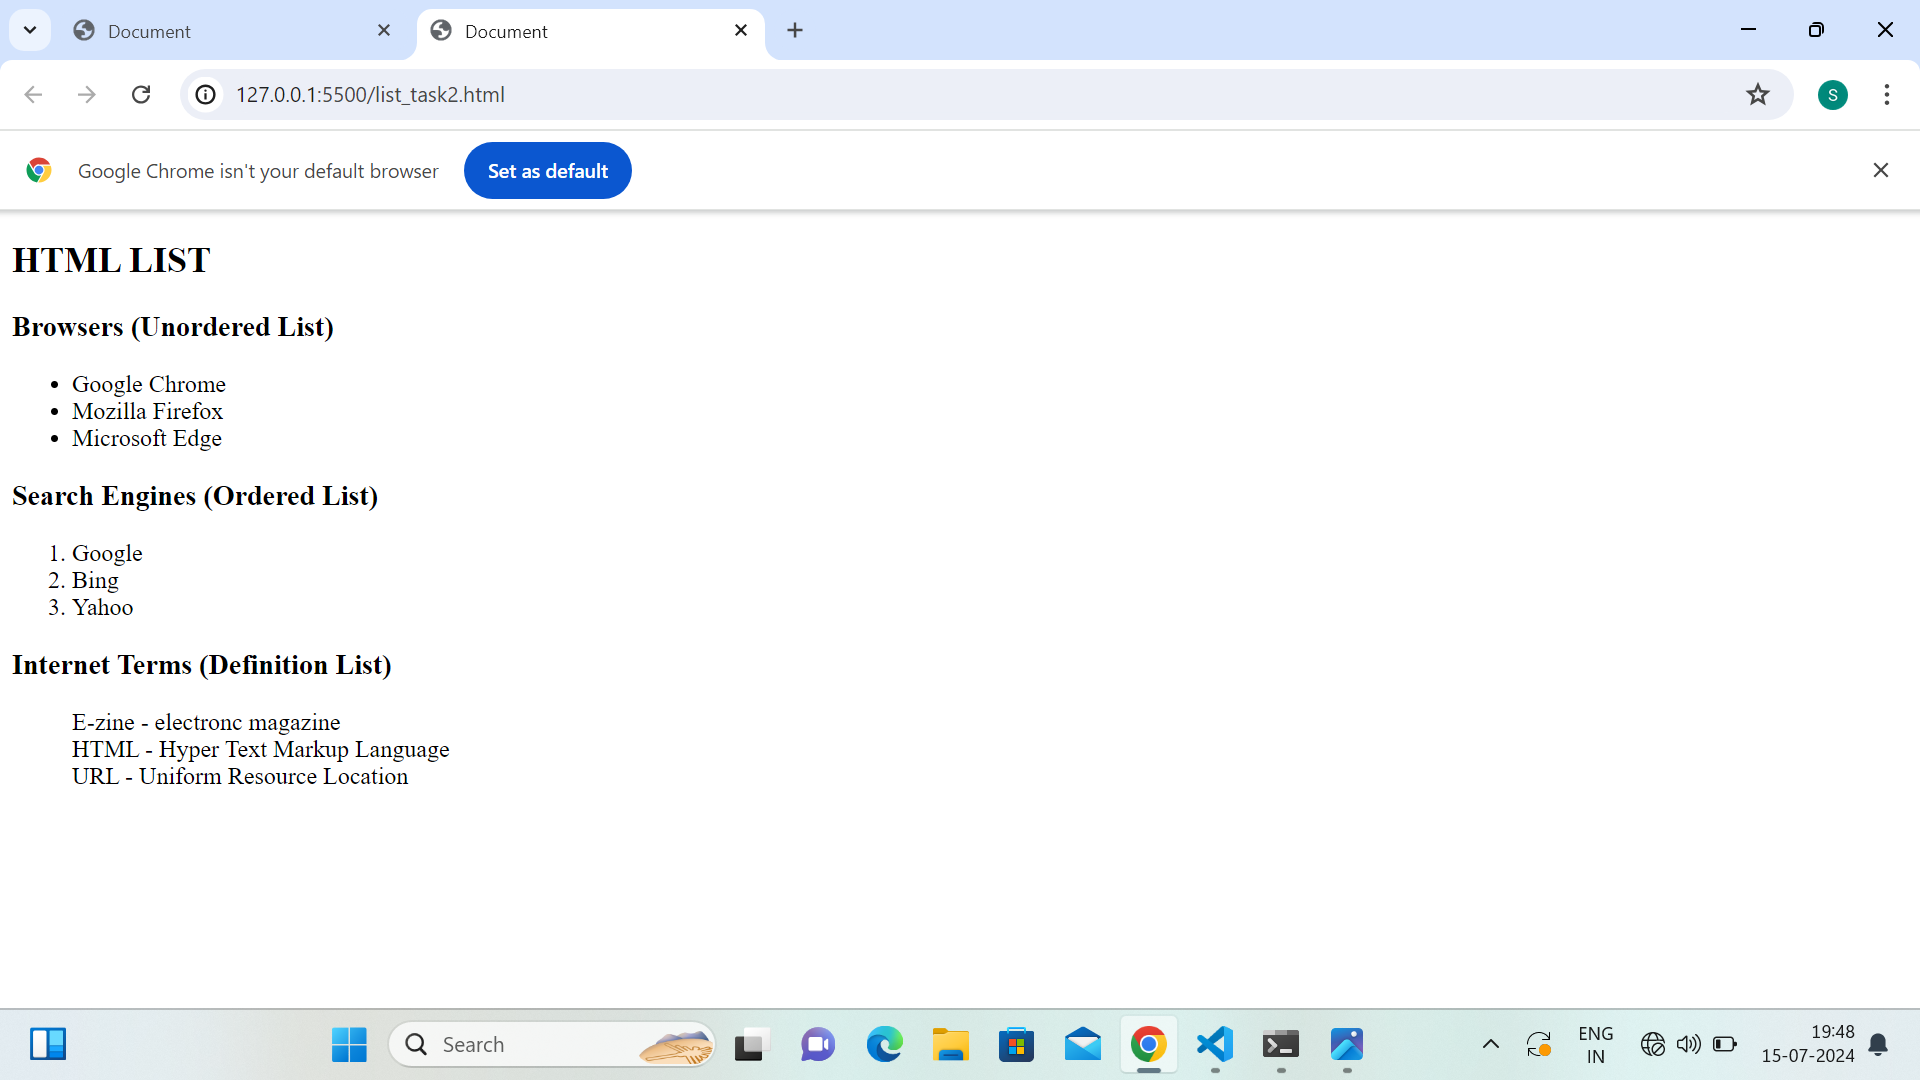 Document
Document
127.0.0.1:5500/list_task2.html
S
Google Chrome isn't your default browser
Set as default
HTML LIST
Browsers (Unordered List)
• Google Chrome
• Mozilla Firefox
• Microsoft Edge
Search Engines (Ordered List)
1. Google
2. Bing
3. Yahoo
Internet Terms (Definition List)
E-zine - electronc magazine
HTML - Hyper Text Markup Language
URL - Uniform Resource Location
Search
ENG
IN
19:48
15-07-2024